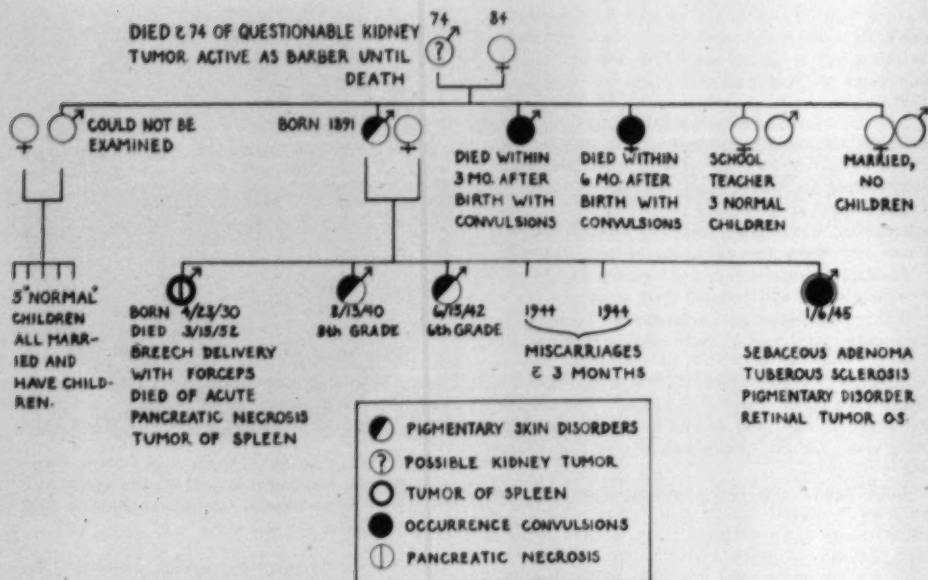 DIED c̄ 74 OF QUESTIONABLE KIDNEY
TUMOR ACTIVE AS BARBER UNTIL
DEATH
74
84
?
COULD NOT BE
EXAMINED
BORN 1891
DIED WITHIN
3 MO. AFTER
BIRTH WITH
CONVULSIONS
DIED WITHIN
6 MO. AFTER
BIRTH WITH
CONVULSIONS
SCHOOL
TEACHER
3 NORMAL
CHILDREN
MARRIED,
NO
CHILDREN
5 "NORMAL"
CHILDREN
ALL MARR-
IED AND
HAVE CHILD-
REN.
BORN 4/23/30
DIED 3/15/52
BREECH DELIVERY
WITH FORCEPS
DIED OF ACUTE
PANCREATIC NECROSIS
TUMOR OF SPLEEN
8/13/40
8th GRADE
6/15/42
6th GRADE
1944
1944
MISCARRIAGES
c̄ 3 MONTHS
1/6/45
SEBACEOUS ADENOMA
TUBEROUS SCLEROSIS
PIGMENTARY DISORDER
RETINAL TUMOR O.S.
PIGMENTARY SKIN DISORDERS
? POSSIBLE KIDNEY TUMOR
TUMOR OF SPLEEN
OCCURRENCE CONVULSIONS
PANCREATIC NECROSIS